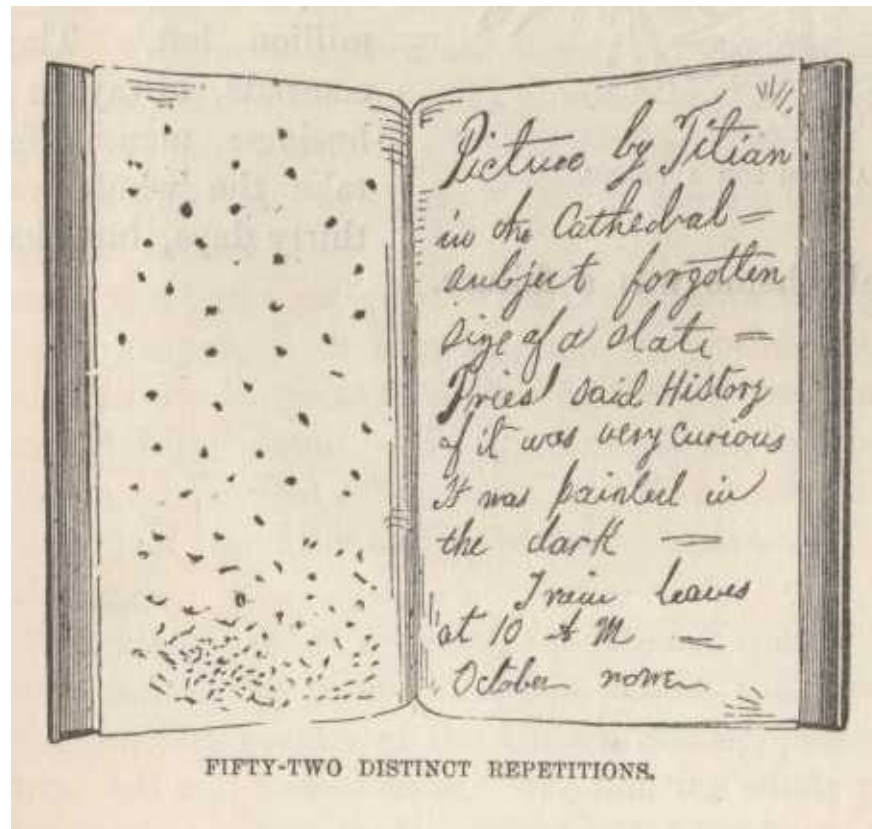 Picture by Titian
in the Cathedral =
subject forgotten
size of a slate =
Priest said History
of it was very curious
It was painted in
the dark =
Train leaves
at 10 A M =
October
FIFTY-TWO DISTINCT REPETITIONS.